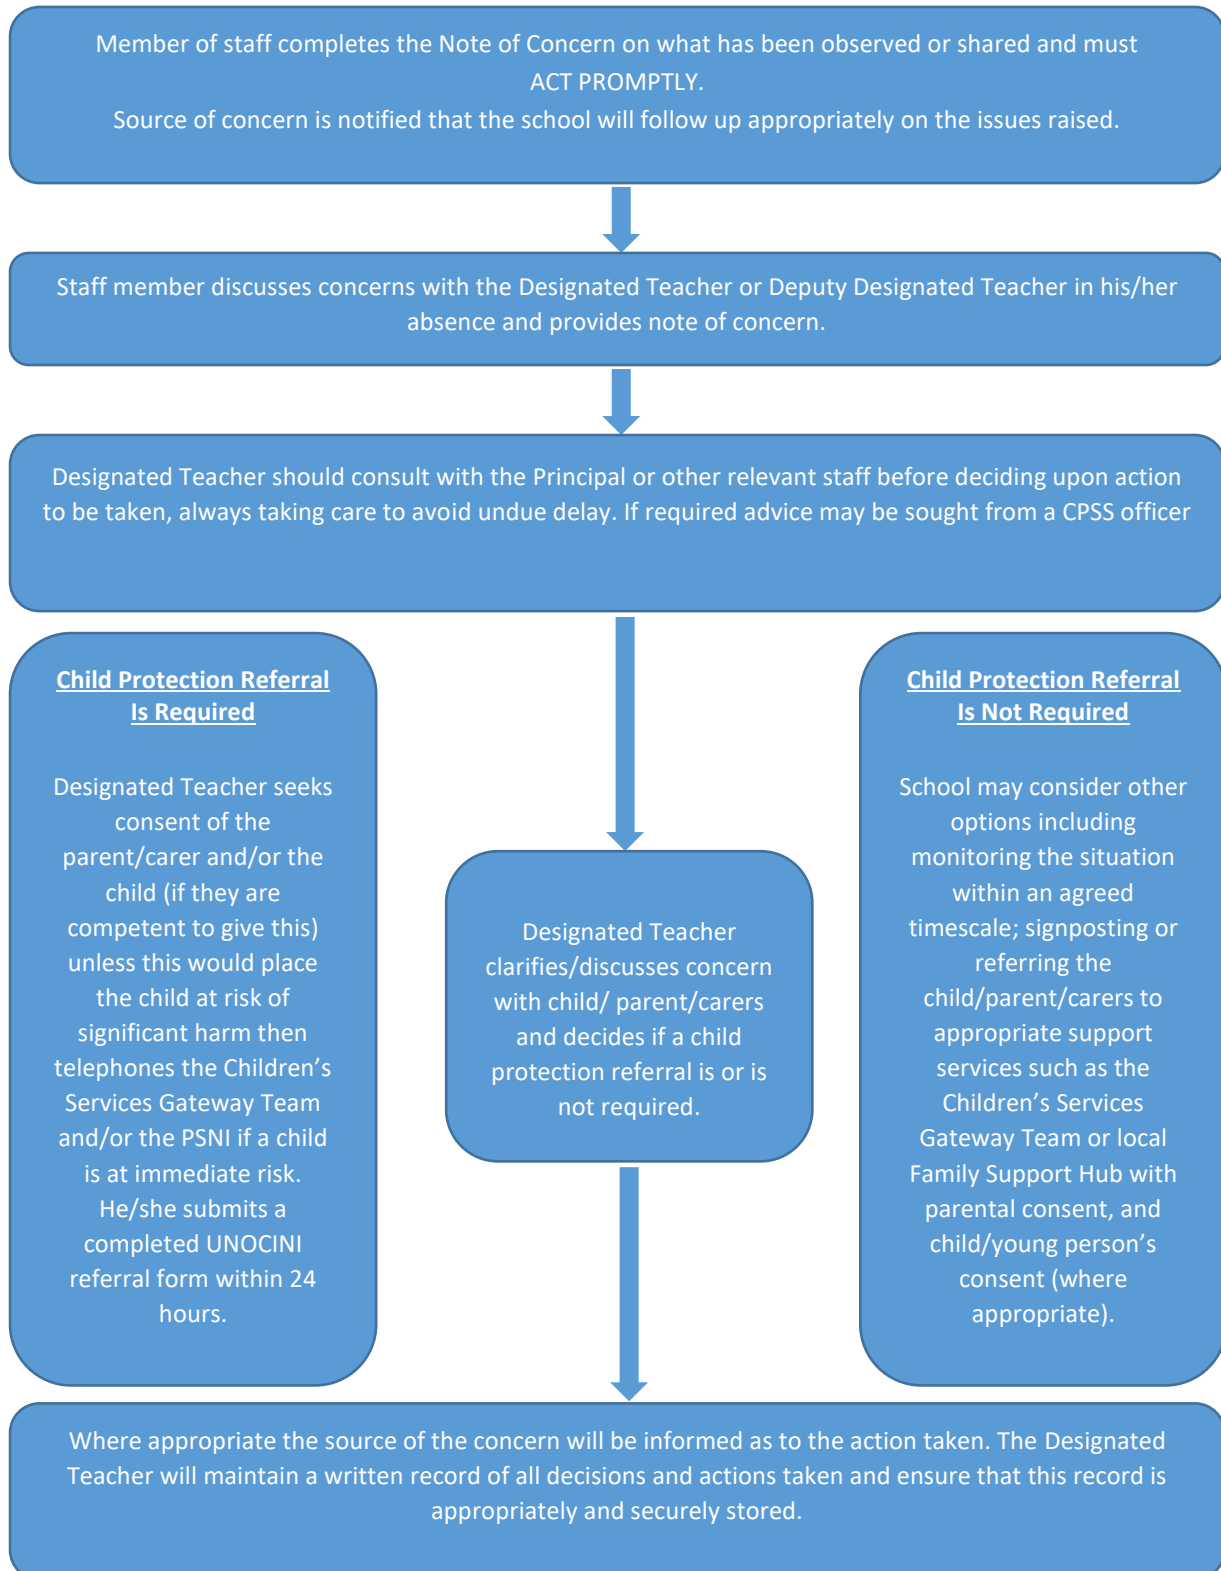 Member of staff completes the Note of Concern on what has been observed or shared and must
ACT PROMPTLY.
Source of concern is notified that the school will follow up appropriately on the issues raised.
Staff member discusses concerns with the Designated Teacher or Deputy Designated Teacher in his/her
absence and provides note of concern.
Designated Teacher should consult with the Principal or other relevant staff before deciding upon action
to be taken, always taking care to avoid undue delay. If required advice may be sought from a CPSS officer
Child Protection Referral
Is Required
Designated Teacher seeks
consent of the
parent/carer and/or the
child (if they are
competent to give this)
unless this would place
the child at risk of
significant harm then
telephones the Children’s
Services Gateway Team
and/or the PSNI if a child
is at immediate risk.
He/she submits a
completed UNOCINI
referral form within 24
hours.
Designated Teacher
clarifies/discusses concern
with child/ parent/carers
and decides if a child
protection referral is or is
not required.
Child Protection Referral
Is Not Required
School may consider other
options including
monitoring the situation
within an agreed
timescale; signposting or
referring the
child/parent/carers to
appropriate support
services such as the
Children’s Services
Gateway Team or local
Family Support Hub with
parental consent, and
child/young person’s
consent (where
appropriate).
Where appropriate the source of the concern will be informed as to the action taken. The Designated
Teacher will maintain a written record of all decisions and actions taken and ensure that this record is
appropriately and securely stored.